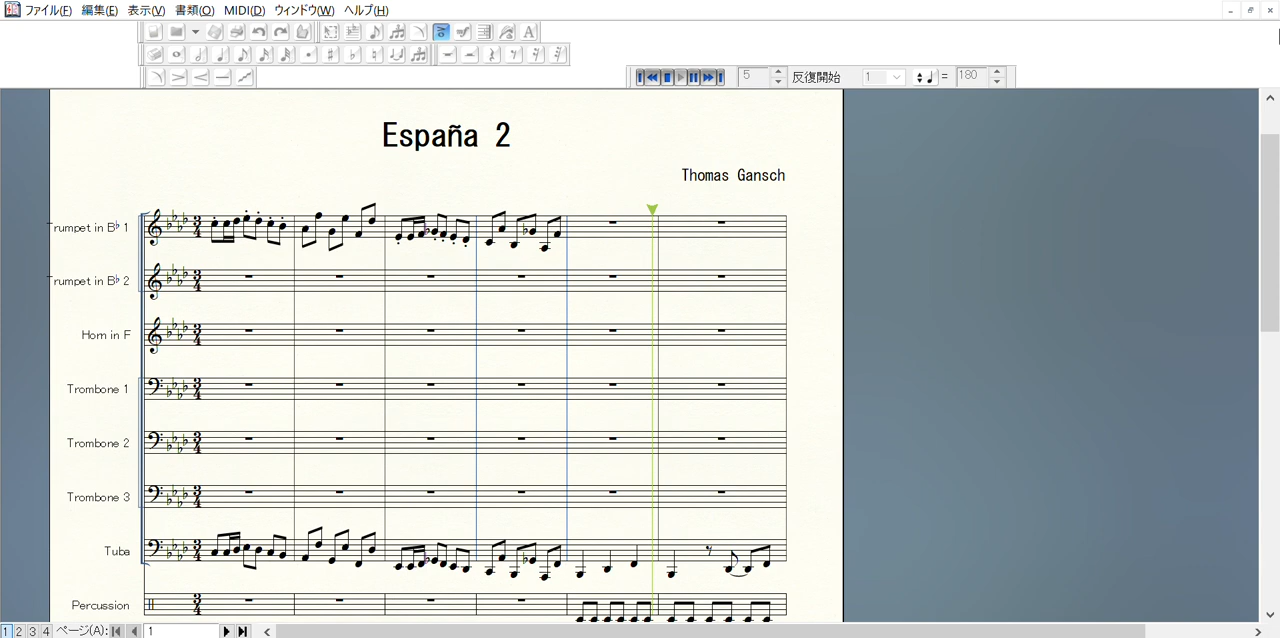 ファイル(F) 編集(E) 表示(V) 書類(O) MIDI(D) ウィンドウ(W) ヘルプ(H)
5 反復開始 1 = 180
España 2
Thomas Gansch
Trumpet in B♭ 1
Trumpet in B♭ 2
Horn in F
Trombone 1
Trombone 2
Trombone 3
Tuba
Percussion
1 2 3 4 ページ(A): 1